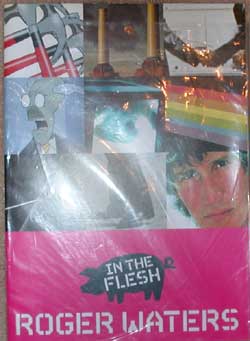 IN THE
FLESH
ROGER WATERS